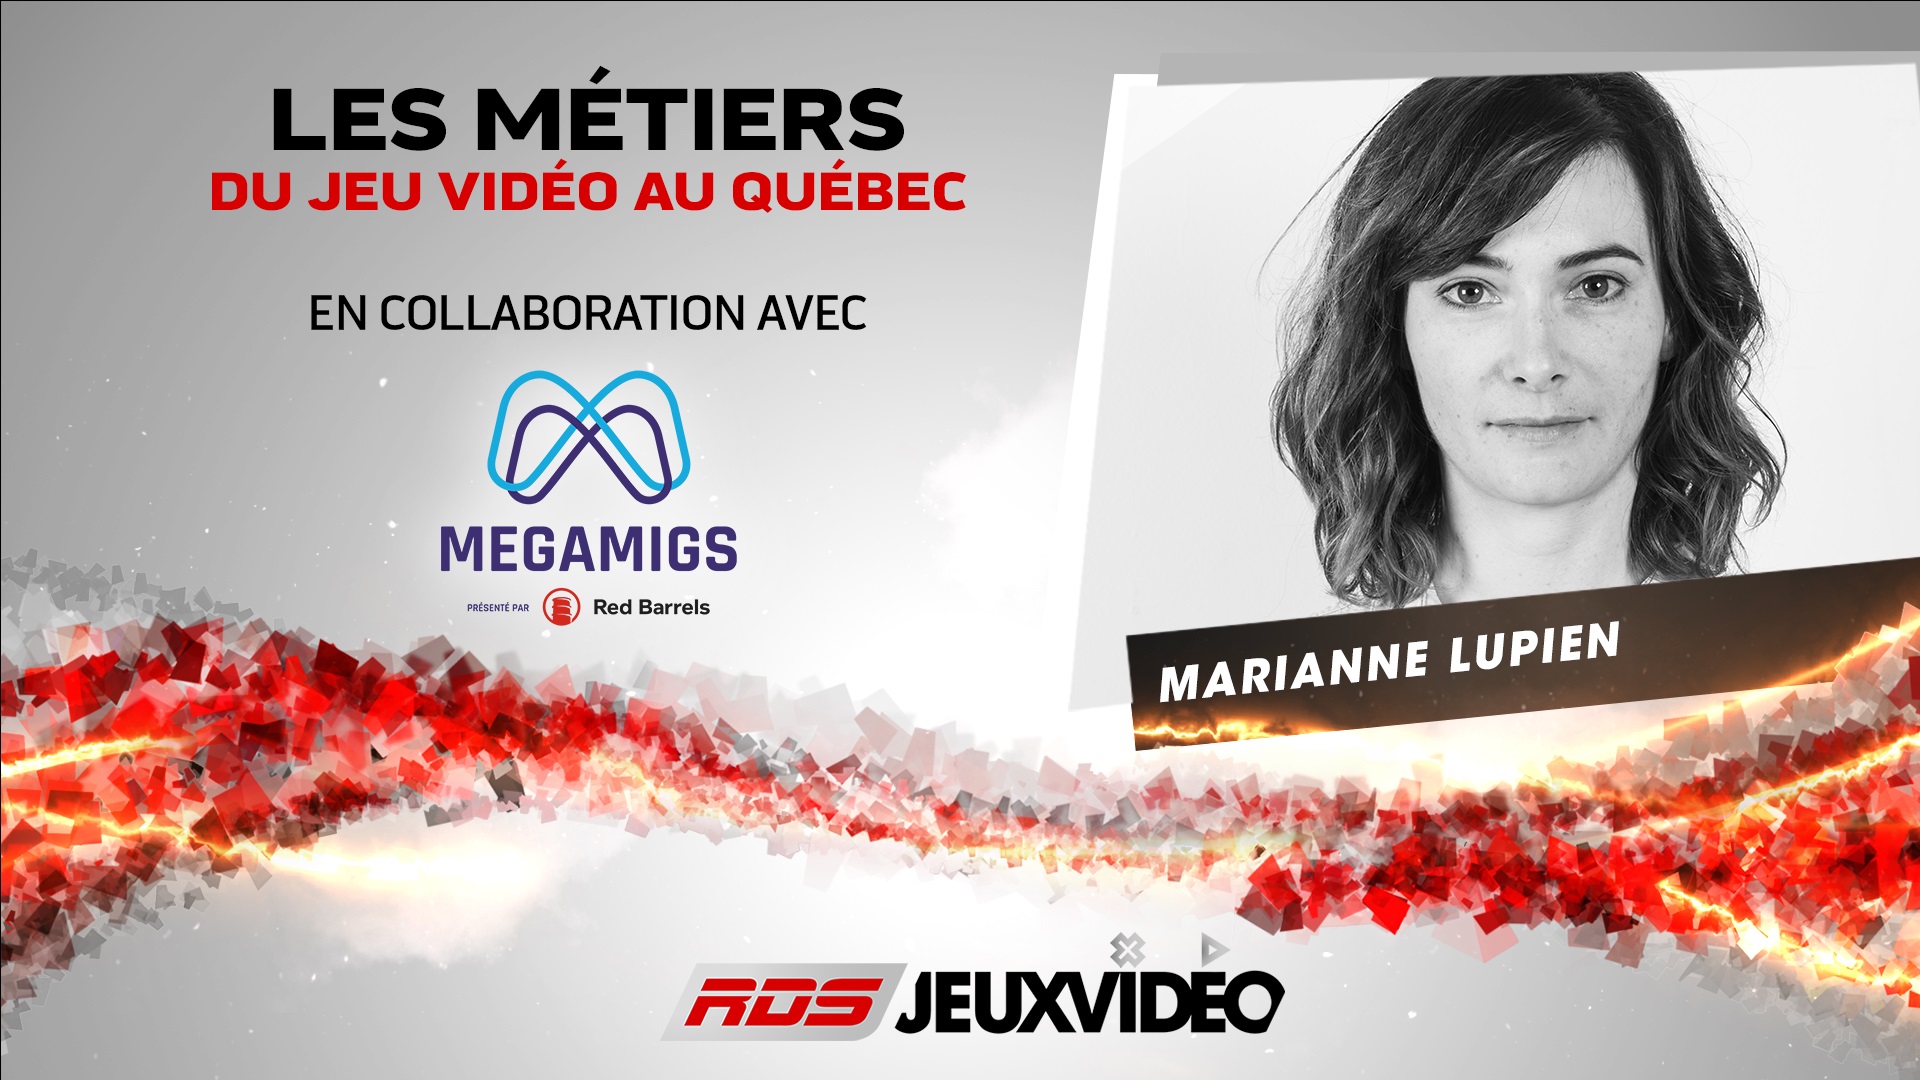 LES MÉTIERS
DU JEU VIDÉO AU QUÉBEC
EN COLLABORATION AVEC
MEGAMIGS
PRÉSENTÉ PAR Red Barrels
MARIANNE LUPIEN
RDS JEUXVIDEO